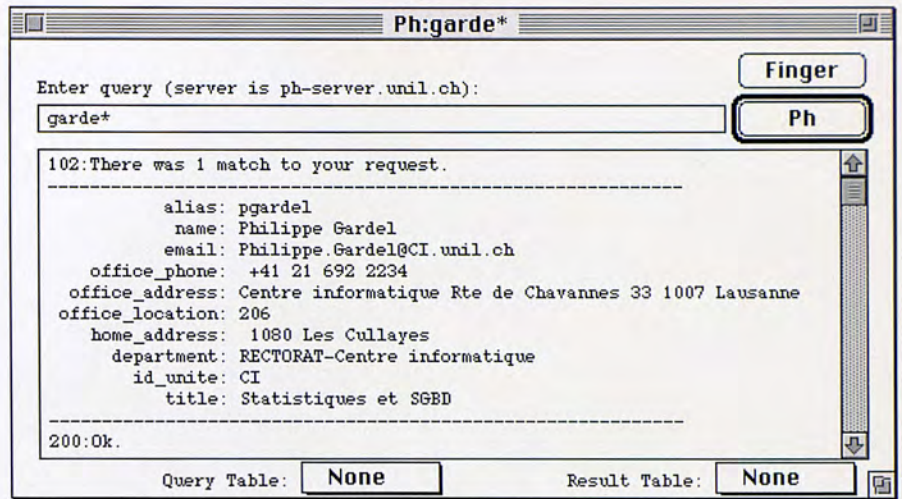 Ph:garde*
Finger
Enter query (server is ph-server.unil.ch):
garde*
Ph
102:There was 1 match to your request.
------------------------------------------------------------
alias: pgardel
name: Philippe Gardel
email: Philippe.Gardel@CI.unil.ch
office_phone: +41 21 692 2234
office_address: Centre informatique Rte de Chavannes 33 1007 Lausanne
office_location: 206
home_address: 1080 Les Cullayes
department: RECTORAT-Centre informatique
id_unite: CI
title: Statistiques et SGBD
------------------------------------------------------------
200:Ok.
Query Table: None Result Table: None